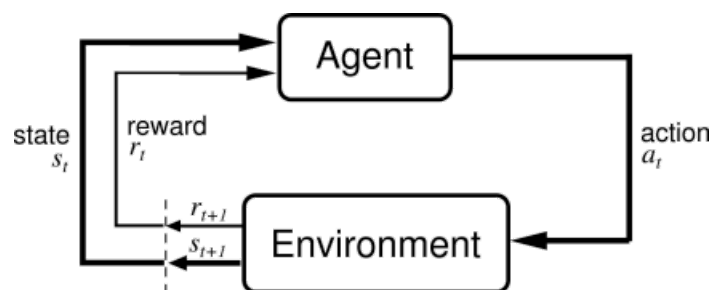 Agent
state
s_t
reward
r_t
action
a_t
r_{t+1}
s_{t+1}
Environment